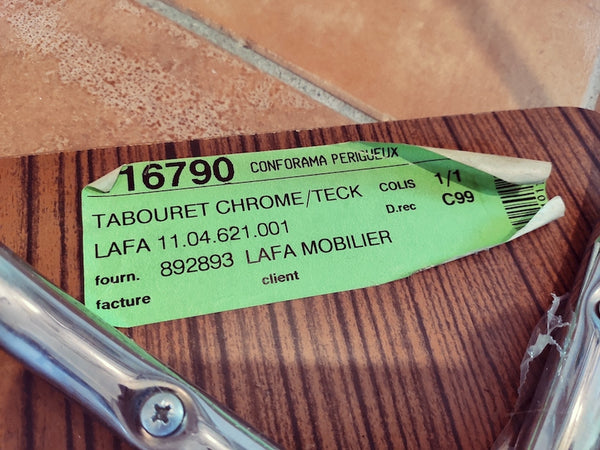 16790 CONFORAMA PERIGUEUX
TABOURET CHROME/TECK COLIS 1/1
LAFA 11.04.621.001 D.rec C99
fourn. 892893 LAFA MOBILIER
facture client